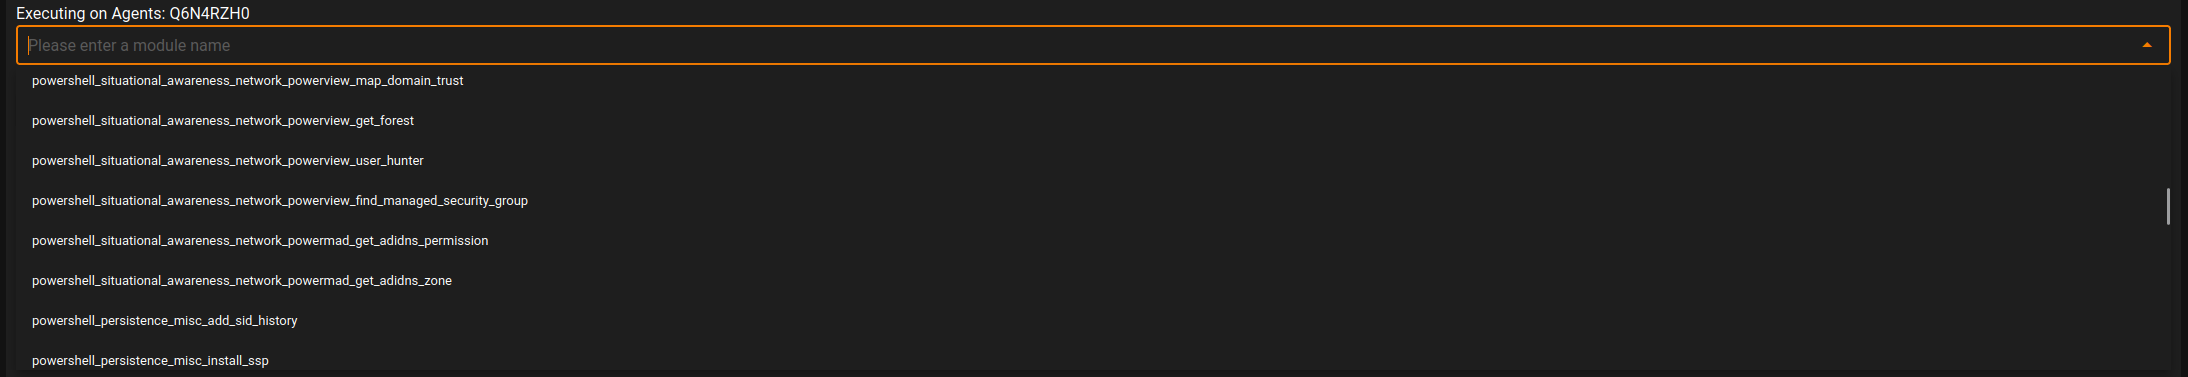 Executing on Agents: Q6N4RZH0
Please enter a module name
powershell_situational_awareness_network_powerview_map_domain_trust
powershell_situational_awareness_network_powerview_get_forest
powershell_situational_awareness_network_powerview_user_hunter
powershell_situational_awareness_network_powerview_find_managed_security_group
powershell_situational_awareness_network_powermad_get_adidns_permission
powershell_situational_awareness_network_powermad_get_adidns_zone
powershell_persistence_misc_add_sid_history
powershell_persistence_misc_install_ssp